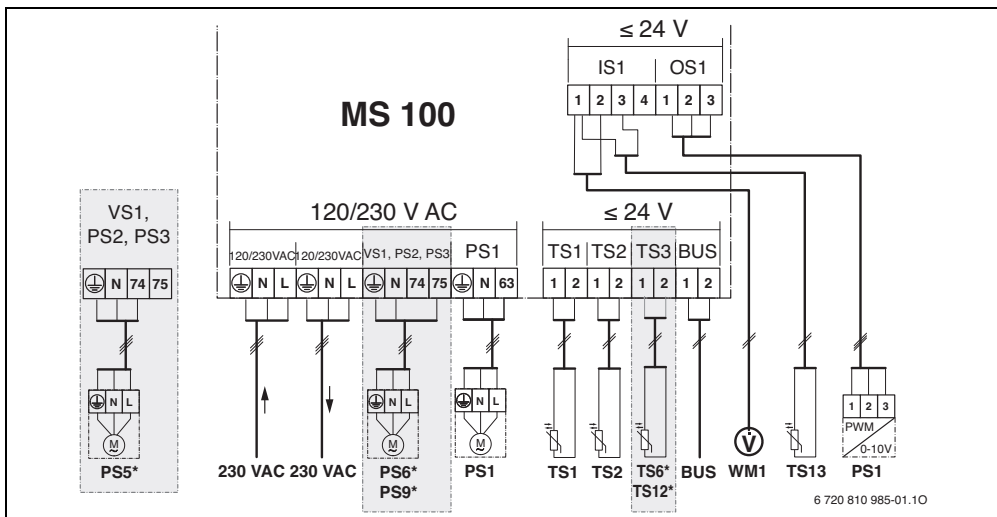 ≤ 24 V
IS1 OS1
1 2 3 4 1 2 3
MS 100
VS1,
PS2, PS3
N 74 75
N L
M
PS5*
120/230 V AC
120/230VAC 120/230VAC VS1, PS2, PS3 PS1
N L N L N 74 75 N 63
≤ 24 V
TS1 TS2 TS3 BUS
1 2 1 2 1 2 1 2
230 VAC 230 VAC
N L
M
PS6*
PS9*
N L
M
PS1
TS1 TS2 TS6*
TS12*
BUS
V
WM1
TS13
1 2 3
PWM
0-10V
PS1
6 720 810 985-01.1O